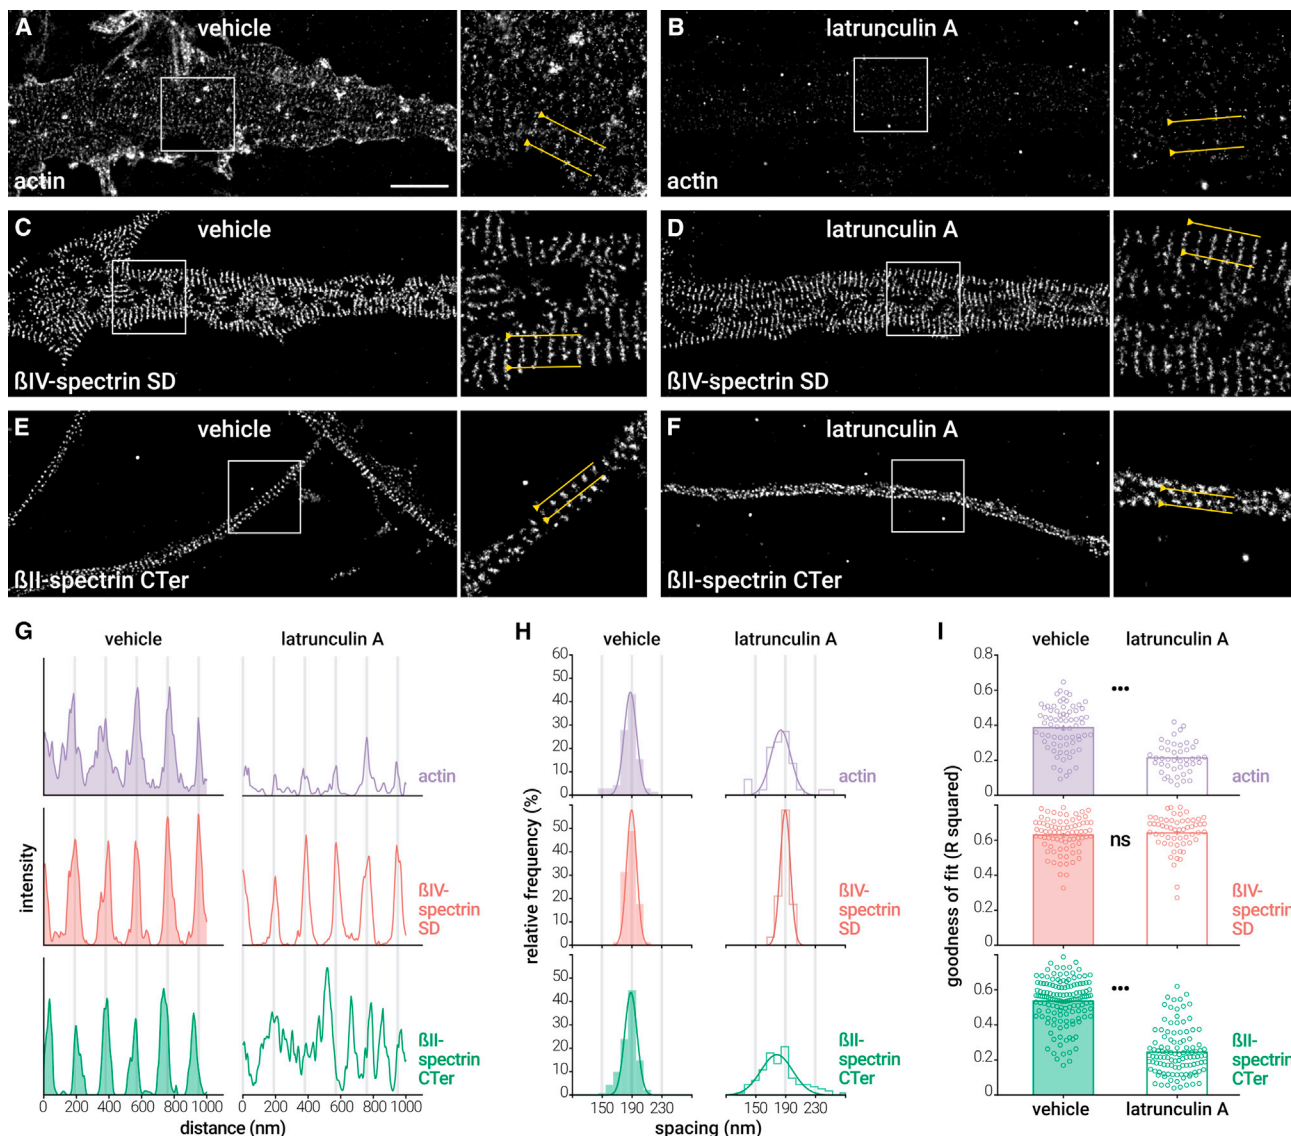 A vehicle
actin
B latrunculin A
actin
C vehicle
ßIV-spectrin SD
D latrunculin A
ßIV-spectrin SD
E vehicle
ßII-spectrin CTer
F latrunculin A
ßII-spectrin CTer
G vehicle latrunculin A
intensity
actin
ßIV-
spectrin
SD
ßII-
spectrin
CTer
0 200 400 600 800 1000
0 200 400 600 800 1000
distance (nm)
H vehicle latrunculin A
relative frequency (%)
60
50
40
30
20
10
0
actin
60
50
40
30
20
10
0
ßIV-
spectrin
SD
60
50
40
30
20
10
0
ßII-
spectrin
CTer
150 190 230
150 190 230
spacing (nm)
I vehicle latrunculin A
goodness of fit (R squared)
0.8
0.6
0.4
0.2
0
•••
actin
0.6
0.4
0.2
0
ns
ßIV-
spectrin
SD
0.6
0.4
0.2
0
•••
ßII-
spectrin
CTer
vehicle latrunculin A